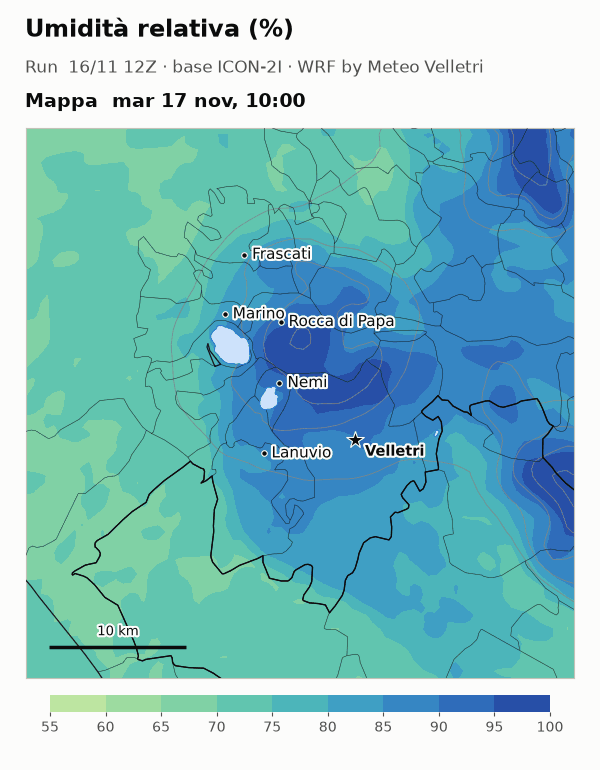 Umidità relativa (%)
Run  16/11 12Z · base ICON-2I · WRF by Meteo Velletri
Mappa  mar 17 nov, 10:00
Frascati
Marino
Rocca di Papa
Nemi
Velletri
Lanuvio
10 km
55 60 65 70 75 80 85 90 95 100